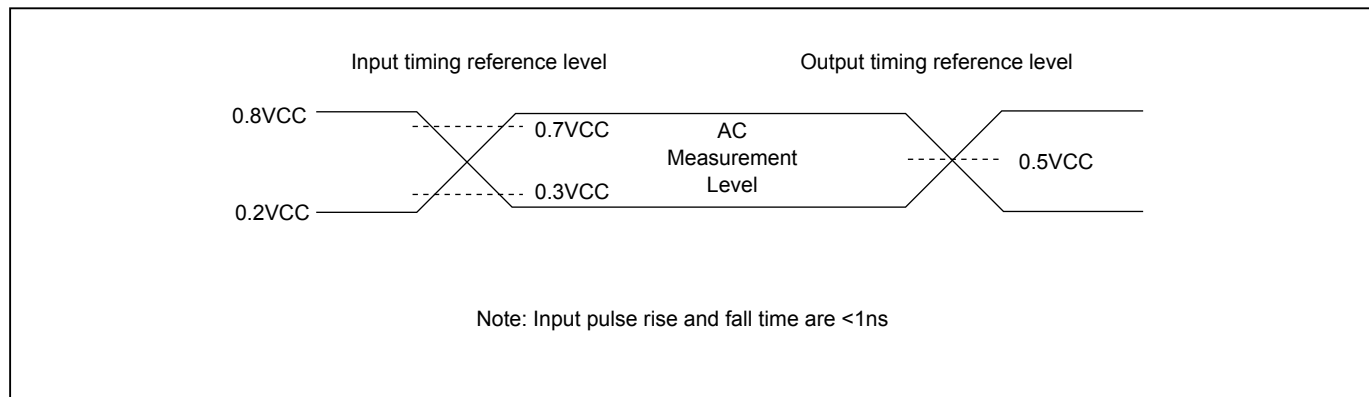 Input timing reference level
Output timing reference level
0.8VCC
0.7VCC
AC
Measurement
Level
0.5VCC
0.3VCC
0.2VCC
Note: Input pulse rise and fall time are <1ns